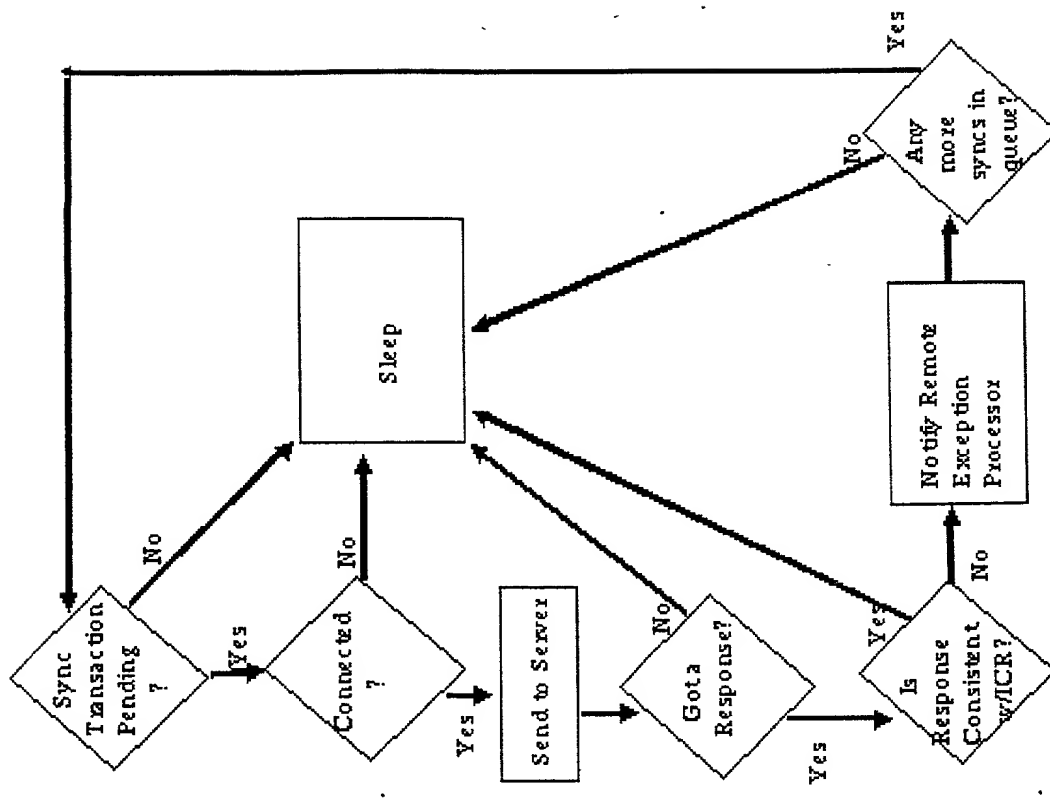 Sync
Transaction
Pending
?
No
Yes
Connected
?
No
Yes
Send to Server
Got a
Response?
No
Yes
Is
Response
Consistent
w/ICR?
Yes
No
Sleep
Notify Remote
Exception
Processor
Any
more
syncs in
queue?
No
Yes